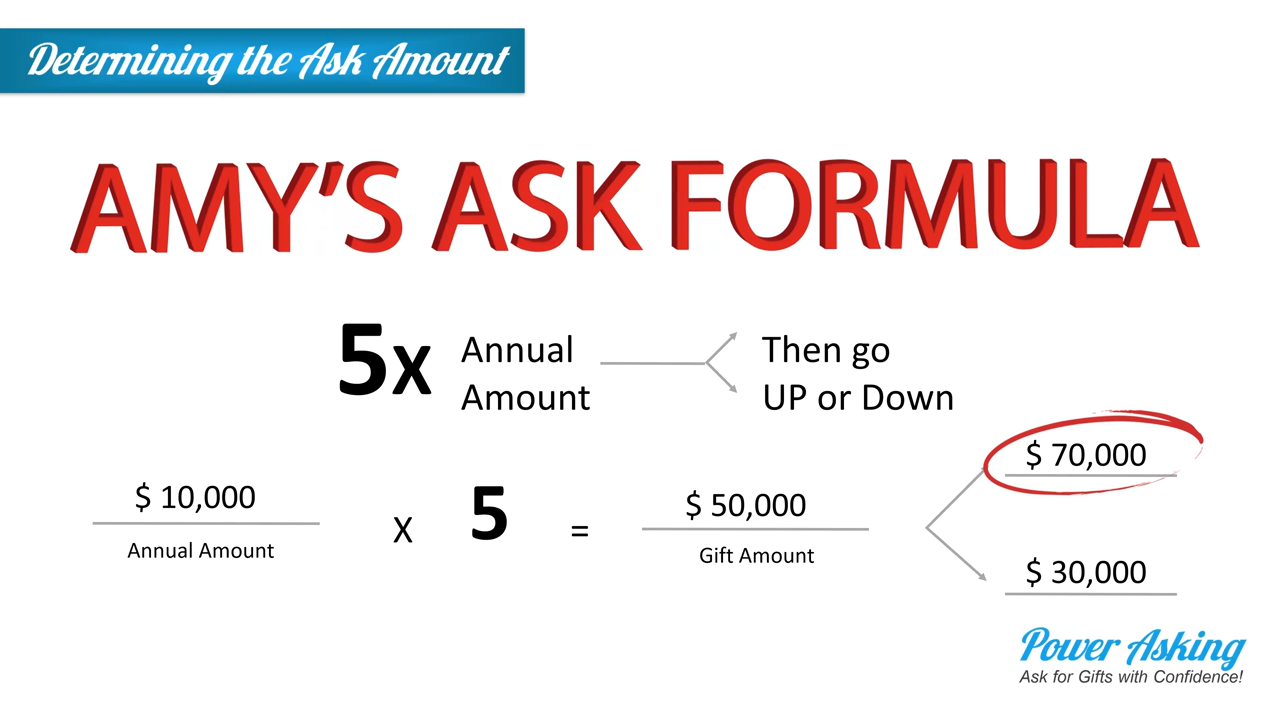 Determining the Ask Amount
AMY'S ASK FORMULA
5x Annual Amount
Then go
UP or Down
$ 10,000
Annual Amount
X
5
=
$ 50,000
Gift Amount
$ 70,000
$ 30,000
Power Asking
Ask for Gifts with Confidence!